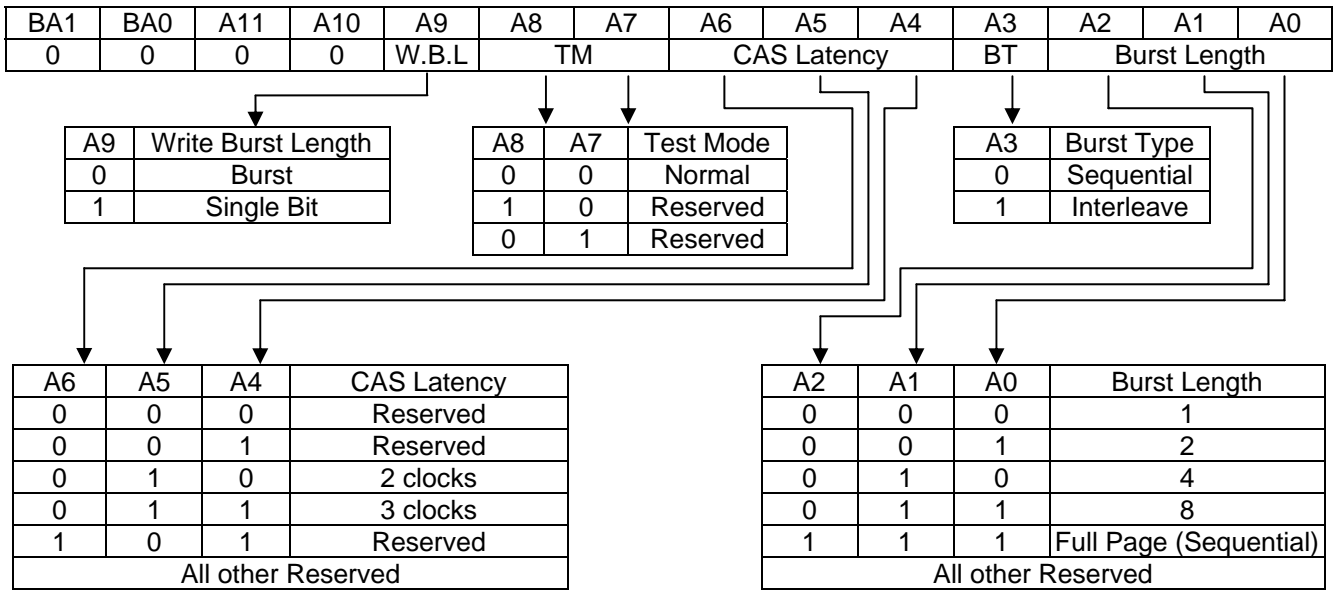 BA1 BA0 A11 A10 A9 A8 A7 A6 A5 A4 A3 A2 A1 A0
0 0 0 0 W.B.L TM CAS Latency BT Burst Length
A9 Write Burst Length
0 Burst
1 Single Bit
A8 A7 Test Mode
0 0 Normal
1 0 Reserved
0 1 Reserved
A3 Burst Type
0 Sequential
1 Interleave
A6 A5 A4 CAS Latency
0 0 0 Reserved
0 0 1 Reserved
0 1 0 2 clocks
0 1 1 3 clocks
1 0 1 Reserved
All other Reserved
A2 A1 A0 Burst Length
0 0 0 1
0 0 1 2
0 1 0 4
0 1 1 8
1 1 1 Full Page (Sequential)
All other Reserved